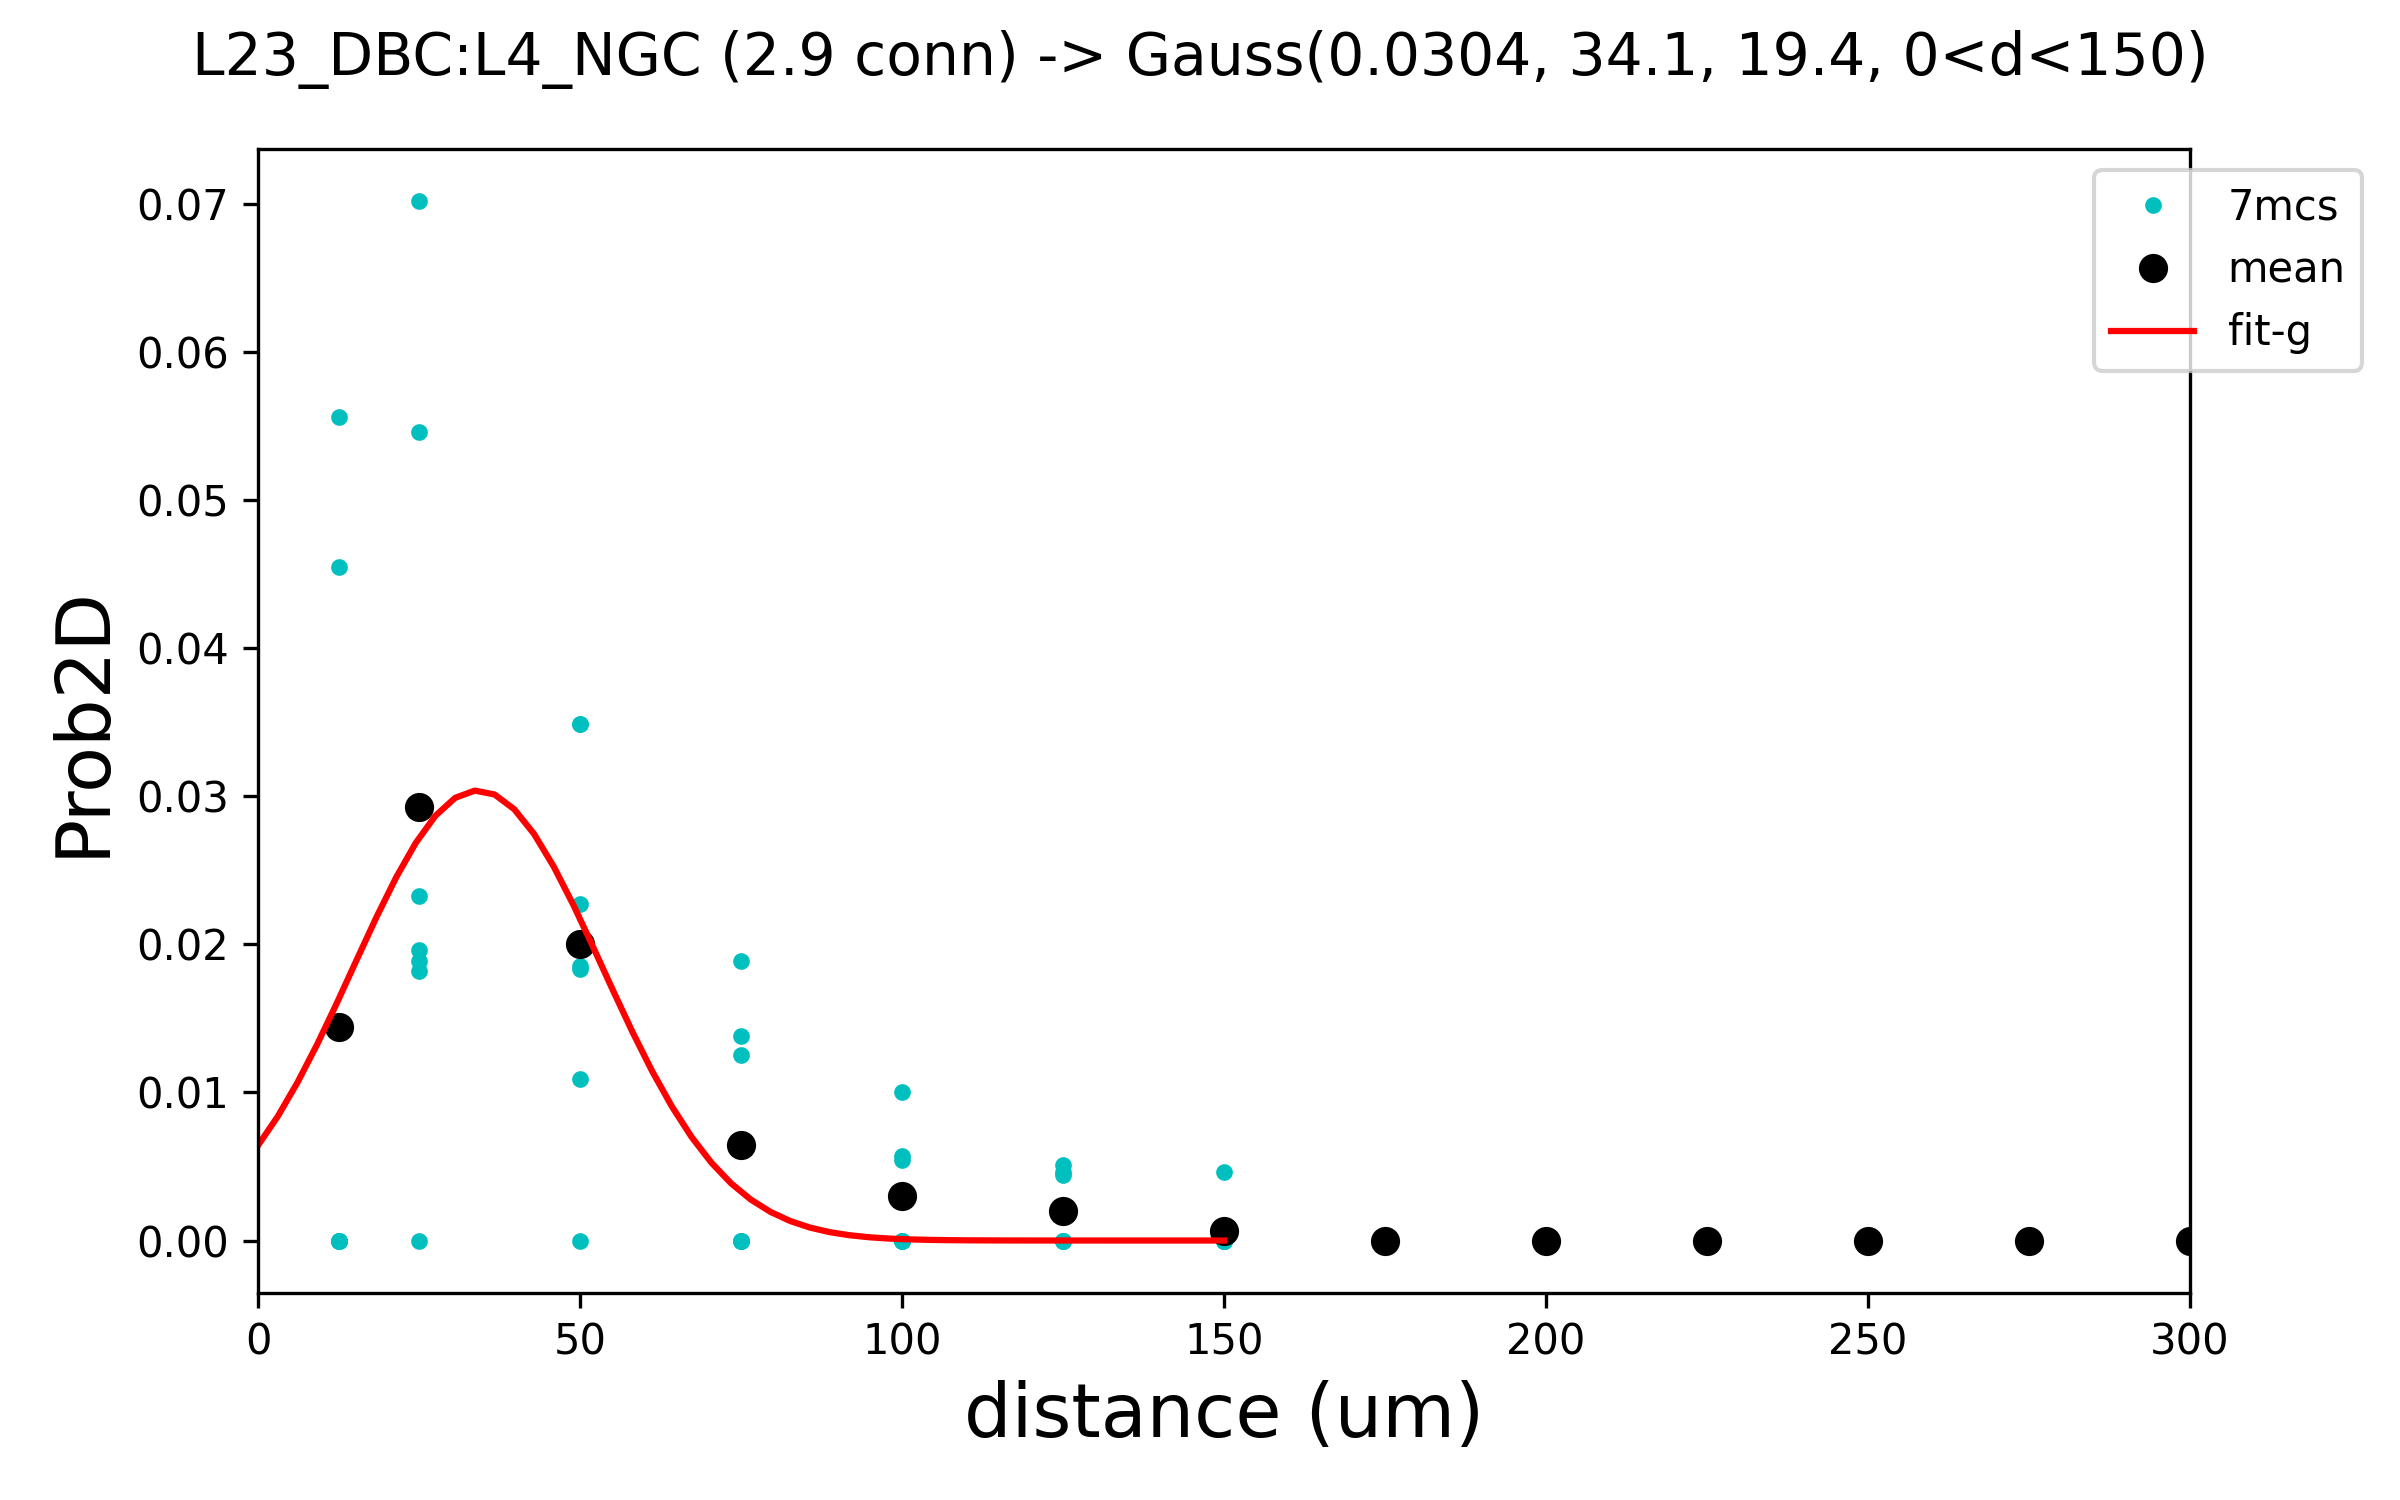 L23_DBC:L4_NGC (2.9 conn) -> Gauss(0.0304, 34.1, 19.4, 0<d<150)
7mcs
mean
fit-g
Prob2D
0.07
0.06
0.05
0.04
0.03
0.02
0.01
0.00
0 50 100 150 200 250 300
distance (um)